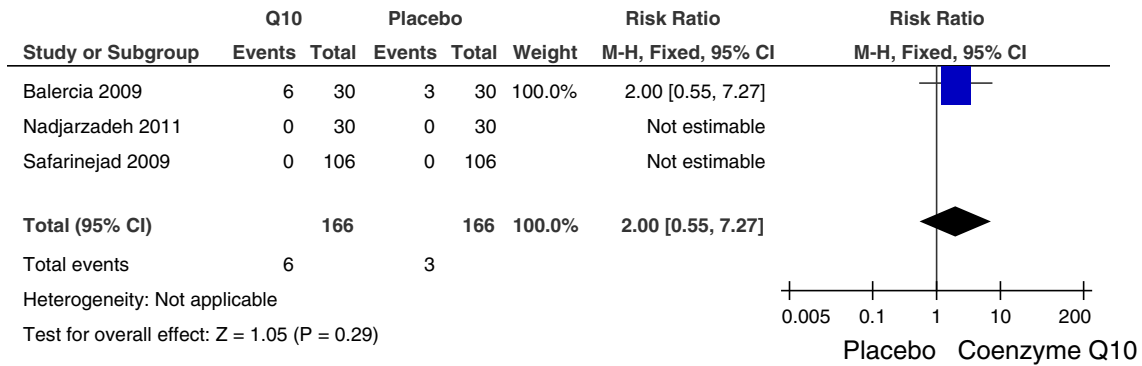 Q10 Placebo Risk Ratio Risk Ratio
Study or Subgroup Events Total Events Total Weight M-H, Fixed, 95% CI M-H, Fixed, 95% CI
Balercia 2009 6 30 3 30 100.0% 2.00 [0.55, 7.27]
Nadjarzadeh 2011 0 30 0 30 Not estimable
Safarinejad 2009 0 106 0 106 Not estimable
Total (95% CI) 166 166 100.0% 2.00 [0.55, 7.27]
Total events 6 3
Heterogeneity: Not applicable
Test for overall effect: Z = 1.05 (P = 0.29)
0.005 0.1 1 10 200
Placebo Coenzyme Q10